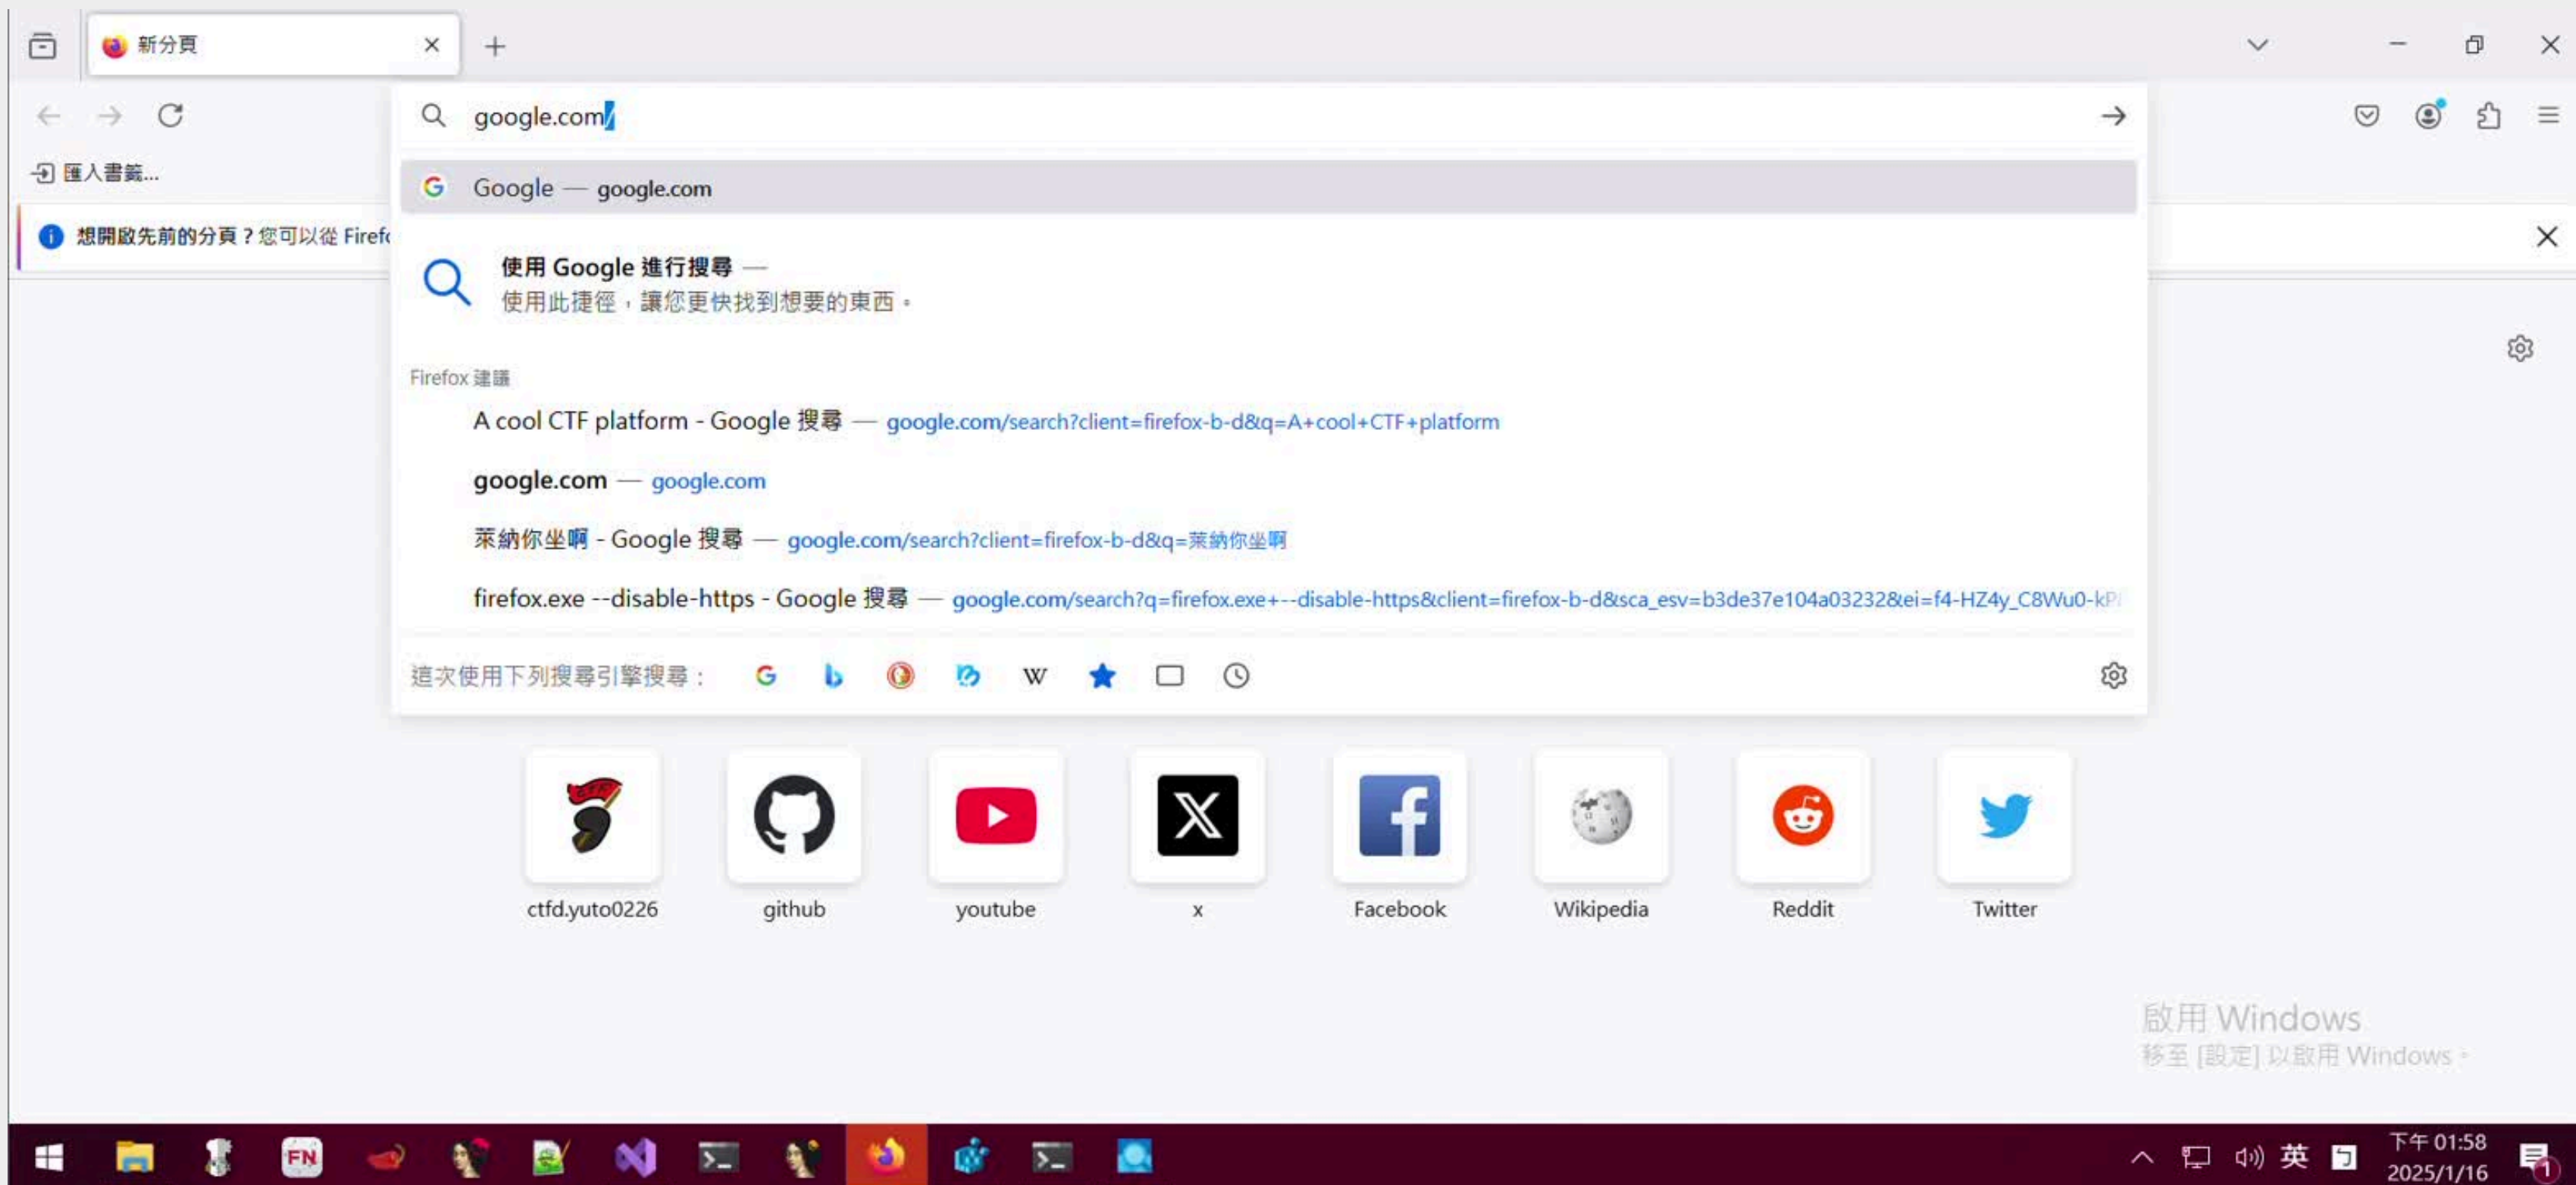 新分頁
google.com/
匯入書籤...
Google — google.com
想開啟先前的分頁？您可以從 Firefo
使用 Google 進行搜尋 —
使用此捷徑，讓您更快找到想要的東西。
Firefox 建議
A cool CTF platform - Google 搜尋 — google.com/search?client=firefox-b-d&q=A+cool+CTF+platform
google.com — google.com
萊納你坐啊 - Google 搜尋 — google.com/search?client=firefox-b-d&q=萊納你坐啊
firefox.exe --disable-https - Google 搜尋 — google.com/search?q=firefox.exe+--disable-https&client=firefox-b-d&sca_esv=b3de37e104a03232&ei=f4-HZ4y_C8Wu0-kP
這次使用下列搜尋引擎搜尋：
ctfd.yuto0226 github youtube x Facebook Wikipedia Reddit Twitter
啟用 Windows
移至 [設定] 以啟用 Windows。
FN
英
ㄅ
下午 01:58
2025/1/16
1